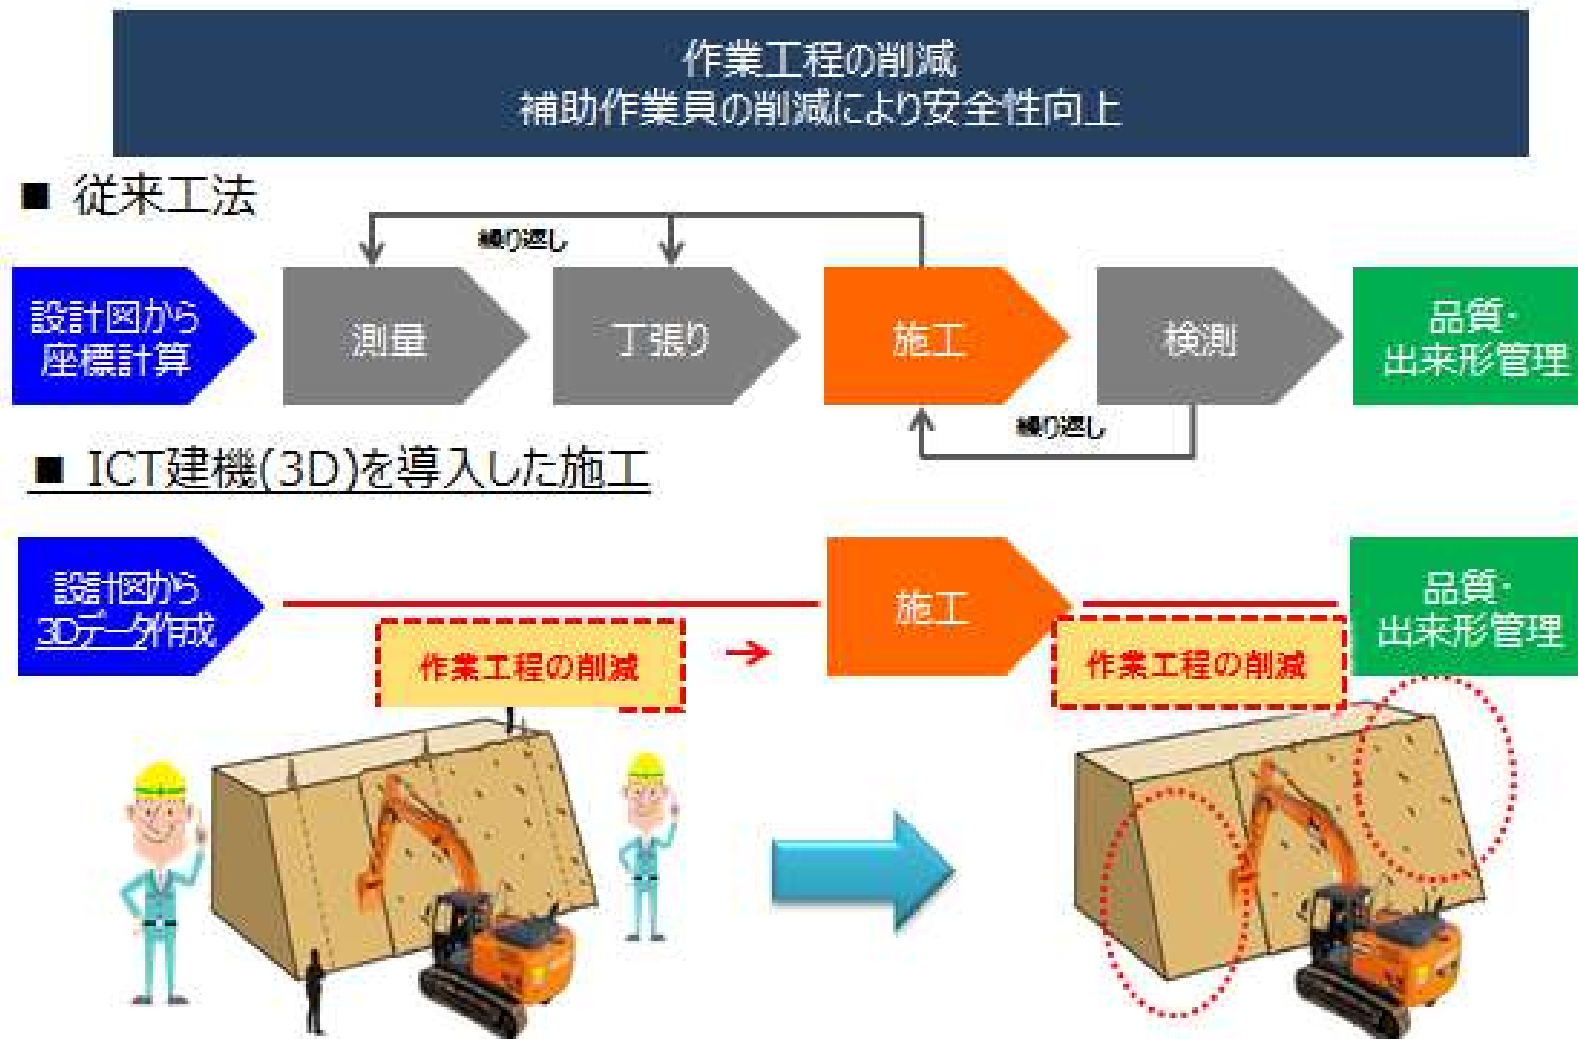 作業工程の削減
補助作業員の削減により安全性向上
■ 従来工法
繰り返し
設計図から
座標計算
測量
丁張り
施工
検測
品質・
出来形管理
繰り返し
■ ICT建機(3D)を導入した施工
設計図から
3Dデータ作成
施工
品質・
出来形管理
作業工程の削減
作業工程の削減